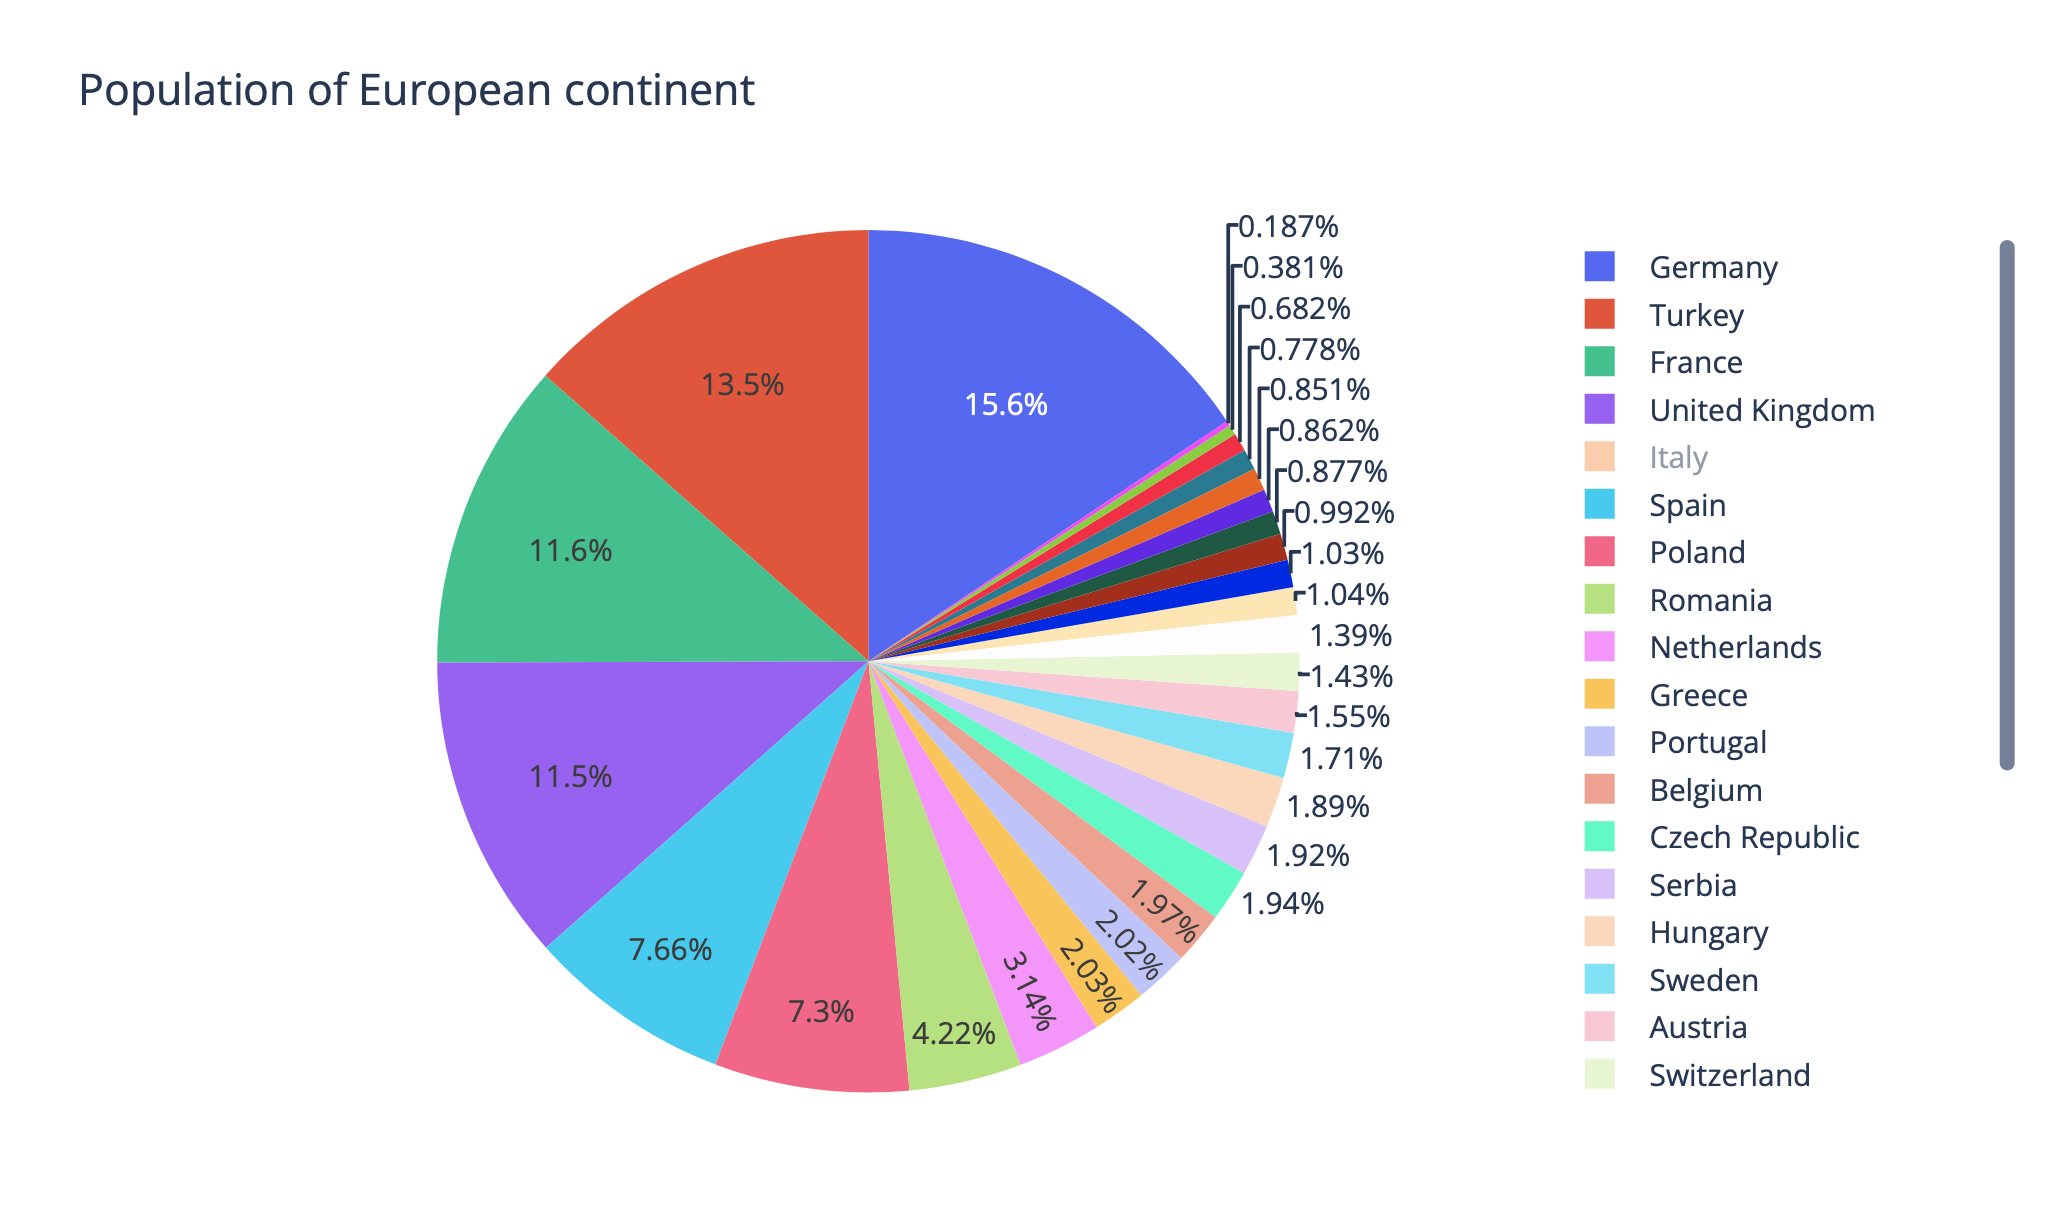 Population of European continent
0.187%
0.381%
0.682%
0.778%
0.851%
0.862%
0.877%
0.992%
1.03%
1.04%
1.39%
1.43%
1.55%
1.71%
1.89%
1.92%
1.94%
1.97%
2.02%
2.03%
3.14%
4.22%
7.3%
7.66%
11.5%
11.6%
13.5%
15.6%
Germany
Turkey
France
United Kingdom
Italy
Spain
Poland
Romania
Netherlands
Greece
Portugal
Belgium
Czech Republic
Serbia
Hungary
Sweden
Austria
Switzerland